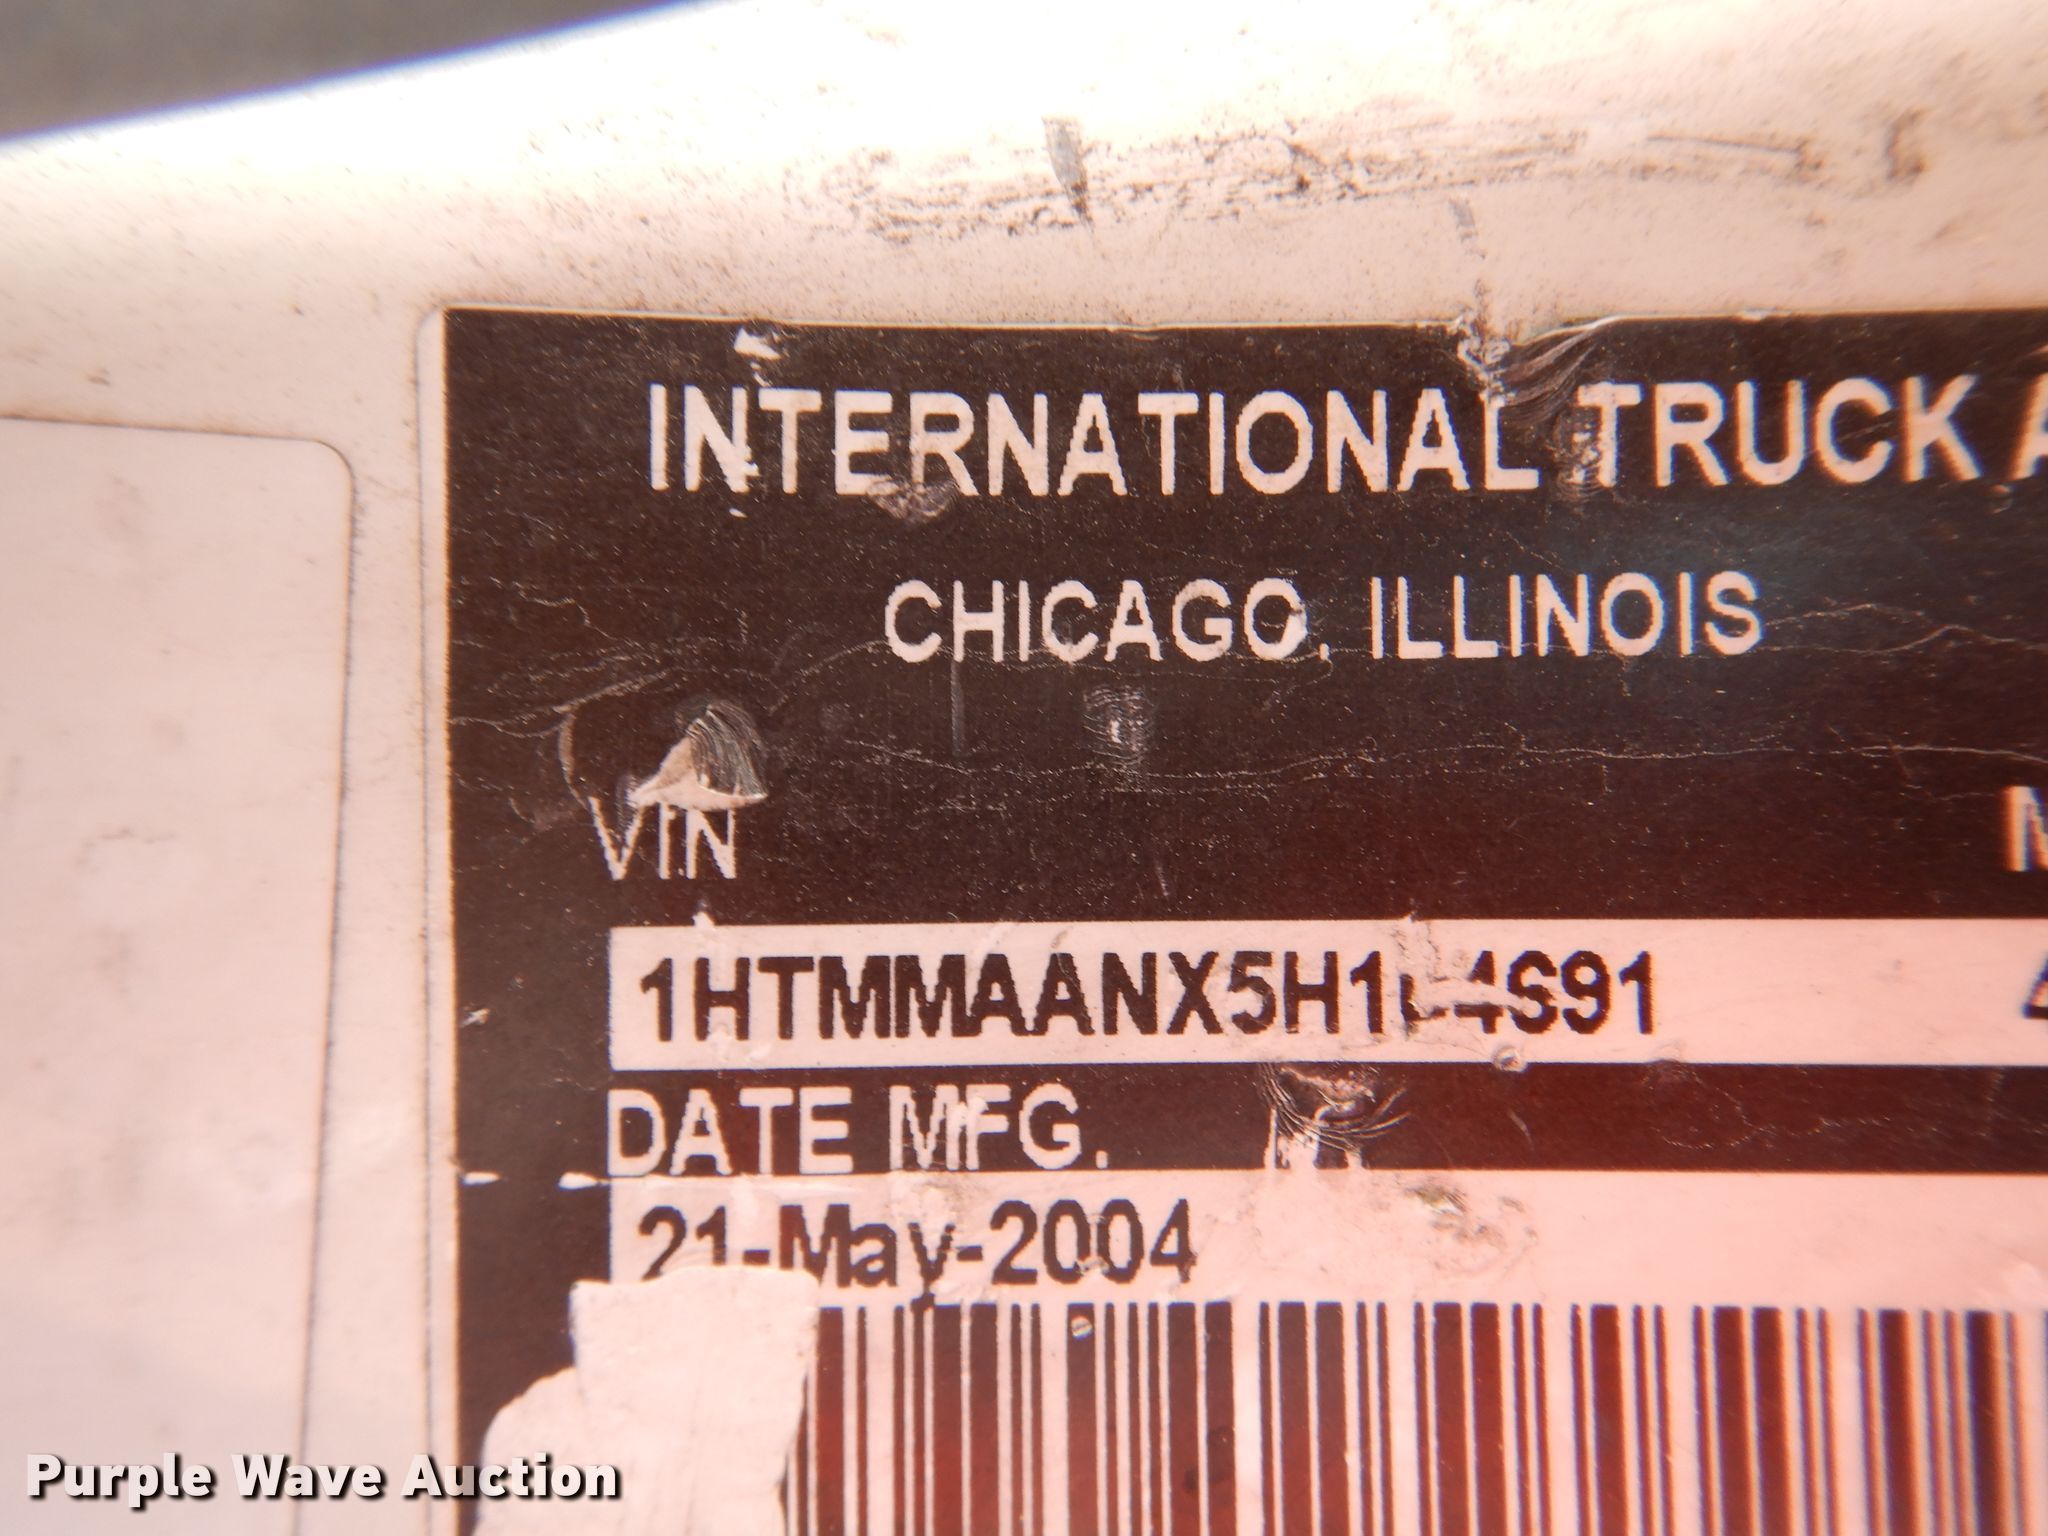 INTERNATIONAL TRUCK
CHICAGO, ILLINOIS
VIN
DATE MFG.
21-May-2004
Purple Wave Auction